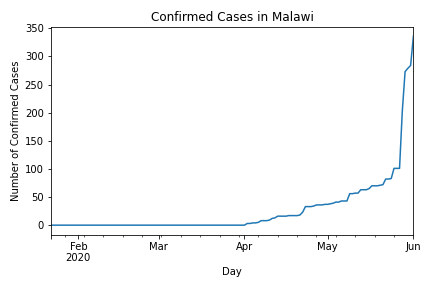 Confirmed Cases in Malawi
350
300
250
200
150
100
50
0
Number of Confirmed Cases
Feb Mar Apr May Jun
2020
Day